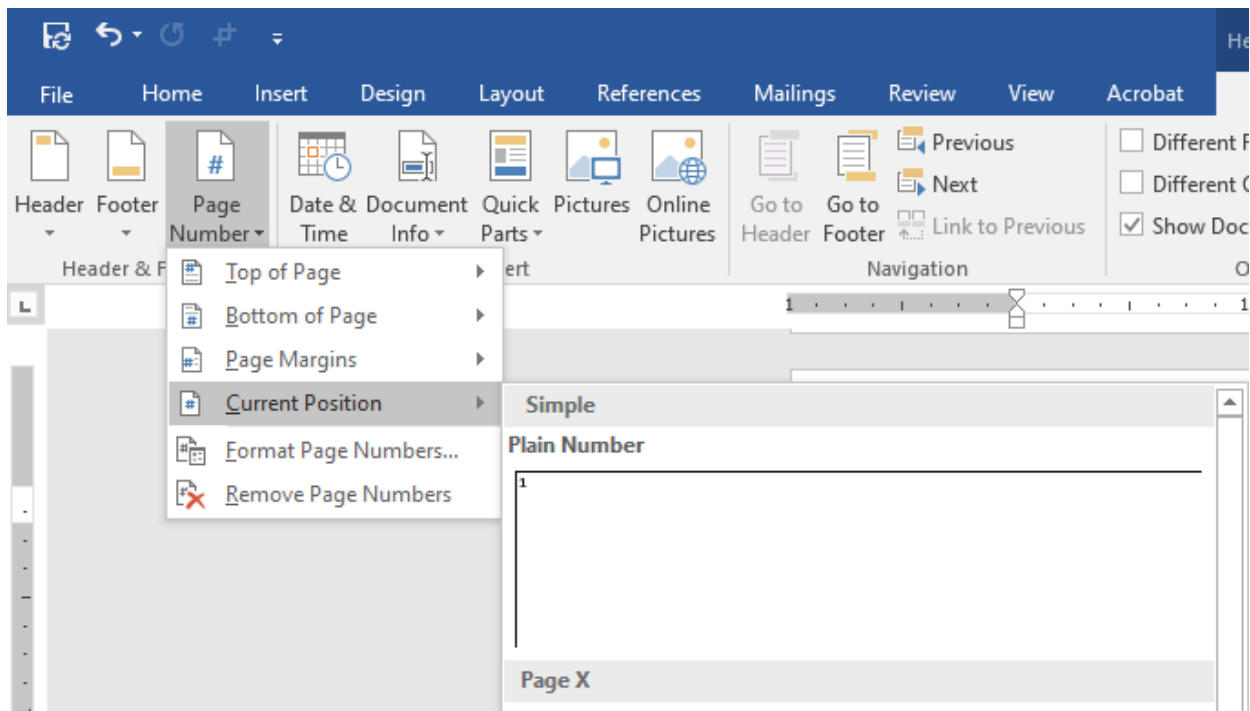 He
File Home Insert Design Layout References Mailings Review View Acrobat
Header Footer Page Number Date & Time Document Info Quick Parts Pictures Online Pictures Go to Header Go to Footer Previous Different F
Next Different
Link to Previous Show Doc
Header & F ert Navigation
Top of Page
1 1
Bottom of Page
Page Margins
Current Position
Simple
Format Page Numbers...
Plain Number
1
Remove Page Numbers
Page X